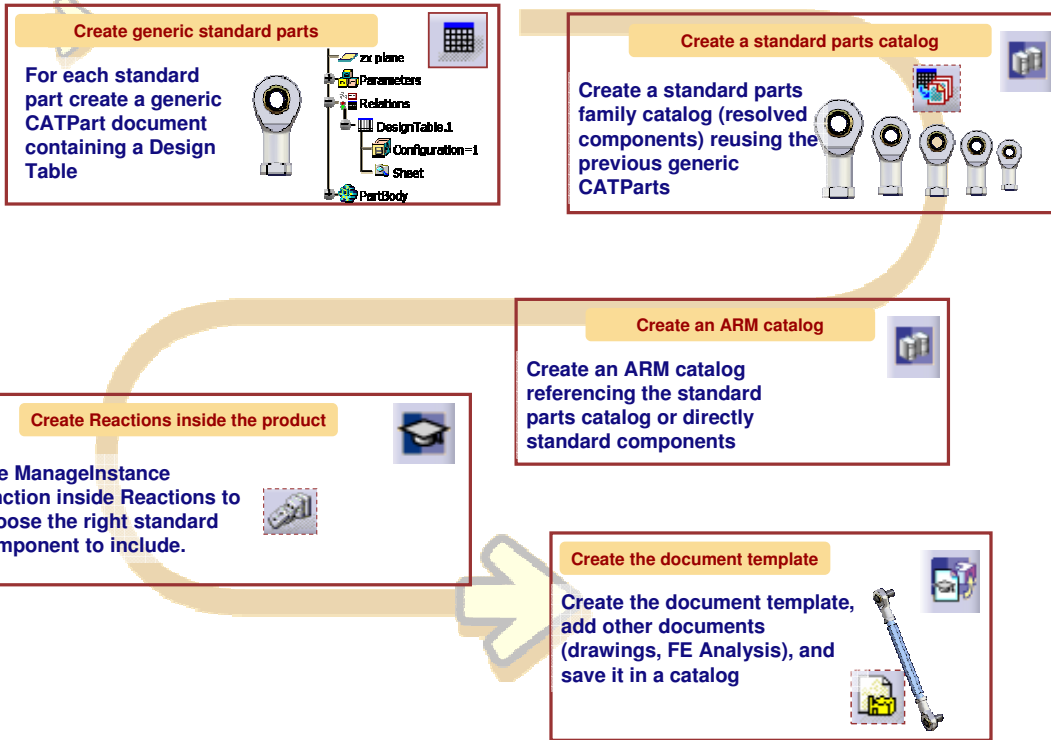 Create generic standard parts
For each standard
part create a generic
CATPart document
containing a Design
Table
zx plane
Parameters
Relations
DesignTable.1
Configuration=1
Sheet
PartBody
Create a standard parts catalog
Create a standard parts
family catalog (resolved
components) reusing the
previous generic
CATParts
Create an ARM catalog
Create an ARM catalog
referencing the standard
parts catalog or directly
standard components
Create Reactions inside the product
e ManageInstance
nction inside Reactions to
oose the right standard
mponent to include.
Create the document template
Create the document template,
add other documents
(drawings, FE Analysis), and
save it in a catalog